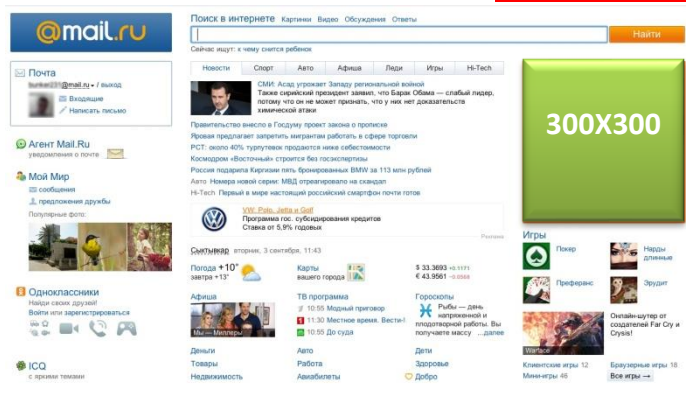 @mail.ru
Поиск в интернете Картинки Видео Обсуждения Ответы
Найти
Сейчас ищут: к чему снится ребенок
Почта
@mail.ru выход
Входящие
Написать письмо
Агент Mail.Ru
уведомления о почте
Мой Мир
сообщения
предложения дружбы
Популярные фото:
Одноклассники
Найди своих друзей!
Войти или зарегистрироваться
ICQ
с яркими темами
Новости Спорт Авто Афиша Леди Игры Hi-Tech
СМИ: Асад угрожает Западу региональной войной
Также сирийский президент заявил, что Барак Обама — слабый лидер,
потому что он не может признать, что у них нет доказательств
химической атаки
Правительство внесло в Госдуму проект закона о прописке
Яровая предлагает запретить мигрантам работать в сфере торговли
РСТ: около 40% турпутевок продаются ниже себестоимости
Космодром «Восточный» строится без госэкспертизы
Россия подарила Киргизии пять бронированных BMW за 113 млн рублей
Авто Номера новой серии: МВД отреагировало на скандал
Hi-Tech Первый в мире настоящий российский смартфон почти готов
VW: Polo, Jetta и Golf
Программа гос. субсидирования кредитов
Ставка от 5,9% годовых
Реклама
Сыктывкар вторник, 3 сентября, 11:43
Погода +10°
завтра +13°
Карты
вашего города
$ 33.3693 +0.1171
€ 43.9561
Афиша
Мы — Миллеры
ТВ программа
10:55 Модный приговор
11:30 Местное время. Вести-
10:55 До суда
Гороскопы
Рыбы — день
напряженной и
плодотворной работы. Вы
получаете массу ...далее
Деньги Авто Дети
Товары Работа Здоровье
Недвижимость Авиабилеты Добро
300X300
Игры
Покер
Нарды
длинные
Преферанс
Эрудит
Warface
Онлайн-шутер от
создателей Far Cry и
Crysis!
Клиентские игры 12 Браузерные игры 18
Мини-игры 46 Все игры →